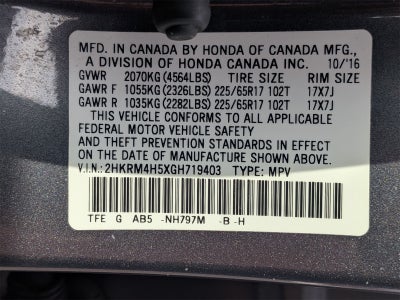 MFD. IN CANADA BY HONDA OF CANADA MFG.,
A DIVISION OF HONDA CANADA INC. 10/'16
GVWR 2070KG (4564LBS) TIRE SIZE RIM SIZE
GAWR F 1055KG (2326LBS) 225/65R17 102T 17X7J
GAWR R 1035KG (2282LBS) 225/65R17 102T 17X7J
THIS VEHICLE CONFORMS TO ALL APPLICABLE
FEDERAL MOTOR VEHICLE SAFETY
AND THEFT PREVENTION STANDARDS IN EFFECT ON
THE DATE OF MANUFACTURE SHOWN ABOVE.
V.I.N.: 2HKRM4H5XGH719403 TYPE: MPV
TFE G AB5 -NH797M -B -H